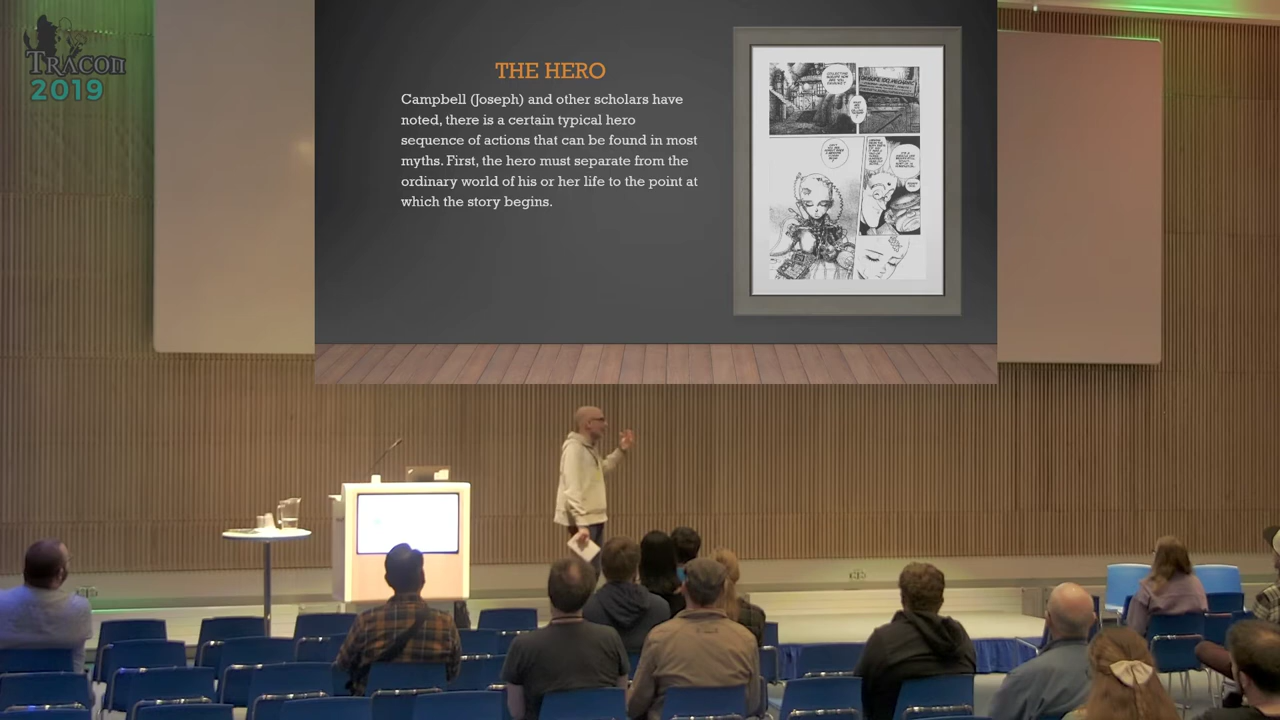 TRACON
2019
THE HERO
Campbell (Joseph) and other scholars have
noted, there is a certain typical hero
sequence of actions that can be found in most
myths. First, the hero must separate from the
ordinary world of his or her life to the point at
which the story begins.